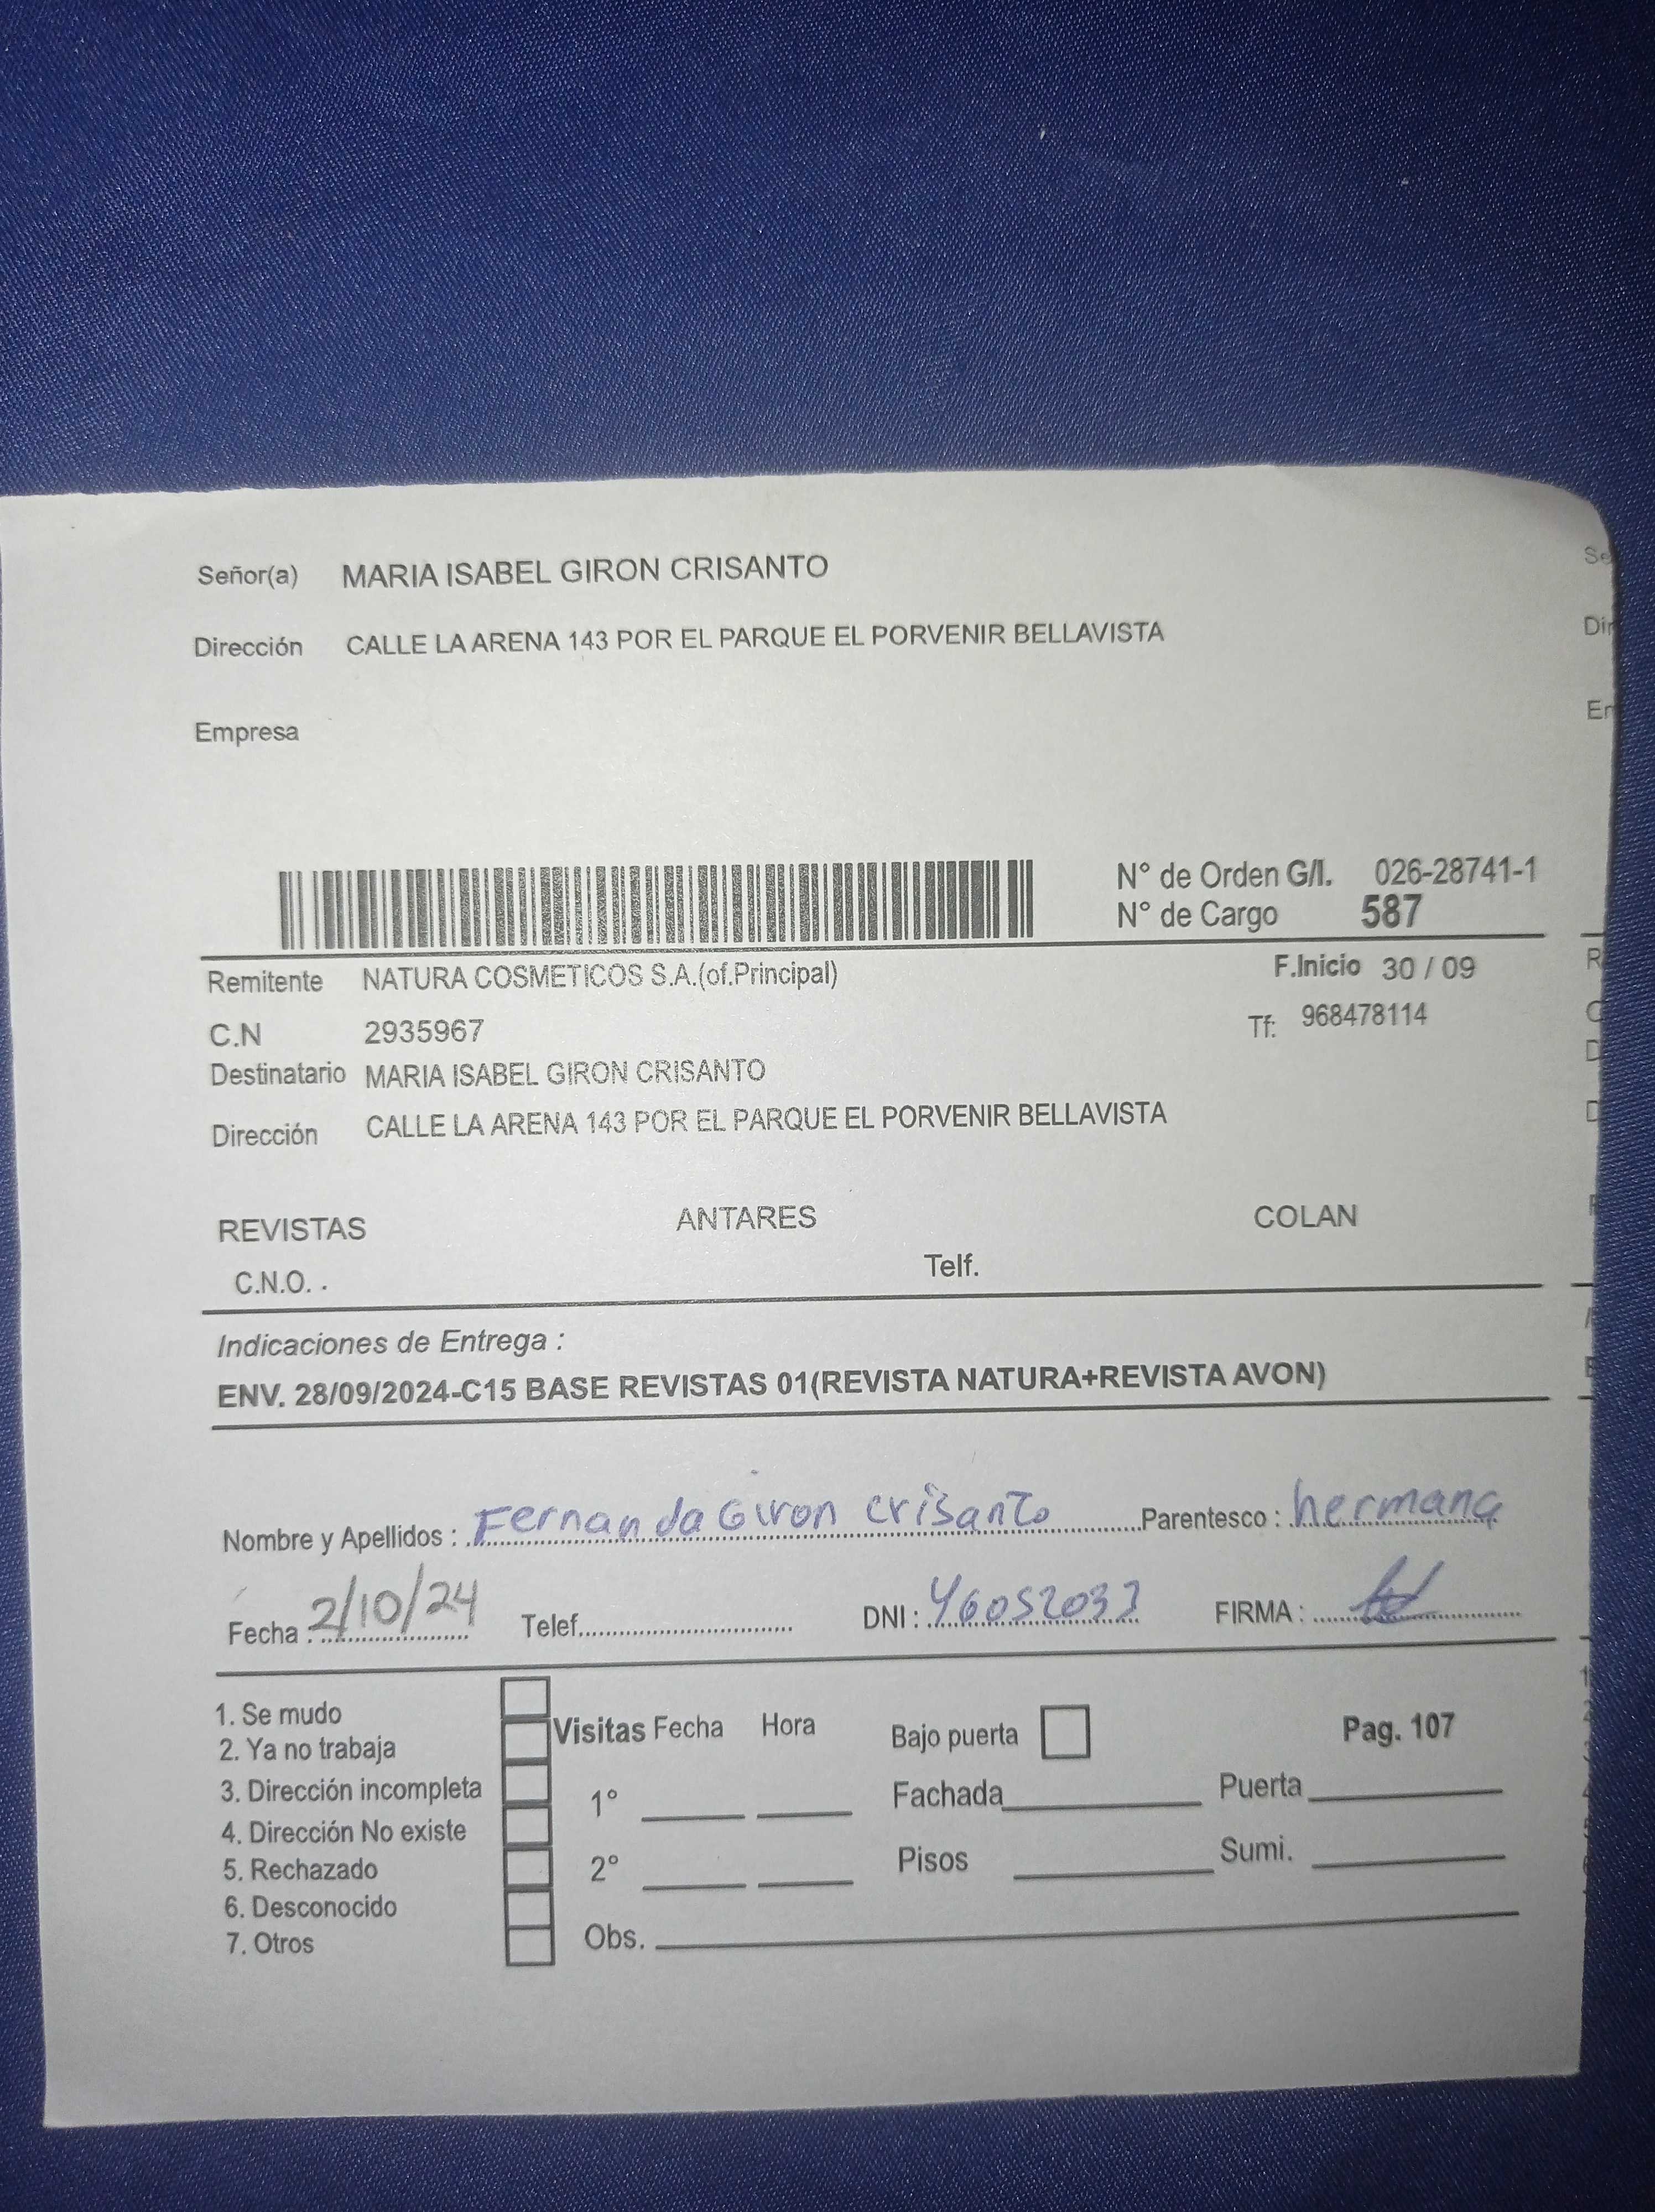 Señor(a) MARIA ISABEL GIRON CRISANTO
Dirección CALLE LA ARENA 143 POR EL PARQUE EL PORVENIR BELLAVISTA
Empresa
N° de Orden G/I. 026-28741-1
N° de Cargo 587
Remitente NATURA COSMETICOS S.A.(of.Principal) F.Inicio 30 / 09
C.N 2935967 Tf: 968478114
Destinatario MARIA ISABEL GIRON CRISANTO
Dirección CALLE LA ARENA 143 POR EL PARQUE EL PORVENIR BELLAVISTA
REVISTAS ANTARES COLAN
C.N.O. . Telf.
Indicaciones de Entrega :
ENV. 28/09/2024-C15 BASE REVISTAS 01(REVISTA NATURA+REVISTA AVON)
Nombre y Apellidos : Fernanda Giron crisanto Parentesco : hermana
Fecha : 2/10/24 Telef. DNI : 46052033 FIRMA :
1. Se mudo
2. Ya no trabaja
3. Dirección incompleta
4. Dirección No existe
5. Rechazado
6. Desconocido
7. Otros
Visitas Fecha Hora Bajo puerta Pag. 107
1° Fachada Puerta
2° Pisos Sumi.
Obs.